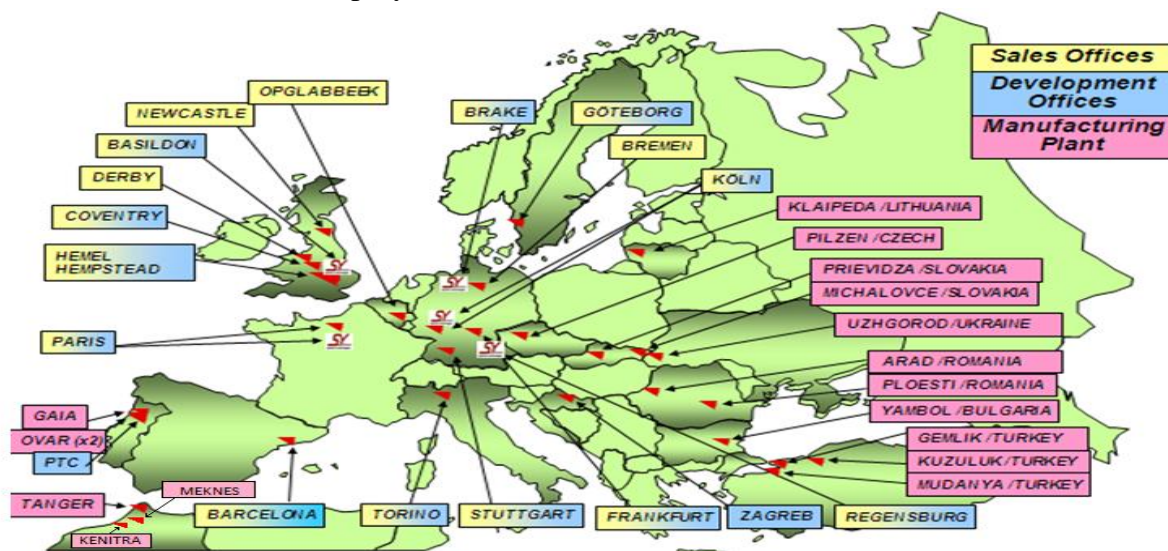 Sales Offices
Development
Offices
Manufacturing
Plant
OPGLABBEEK
NEWCASTLE
BASILDON
DERBY
COVENTRY
HEMEL
HEMPSTEAD
PARIS
GAIA
OVAR (x2)
PTC
TANGER
MEKNES
KENITRA
BRAKE
GÖTEBORG
BREMEN
KÖLN
KLAIPEDA /LITHUANIA
PILZEN /CZECH
PRIEVIDZA /SLOVAKIA
MICHALOVCE /SLOVAKIA
UZHGOROD /UKRAINE
ARAD /ROMANIA
PLOESTI /ROMANIA
YAMBOL /BULGARIA
GEMLIK /TURKEY
KUZULUK /TURKEY
MUDANYA /TURKEY
BARCELONA
TORINO
STUTTGART
FRANKFURT
ZAGREB
REGENSBURG
SY
SY
SY
SY
SY